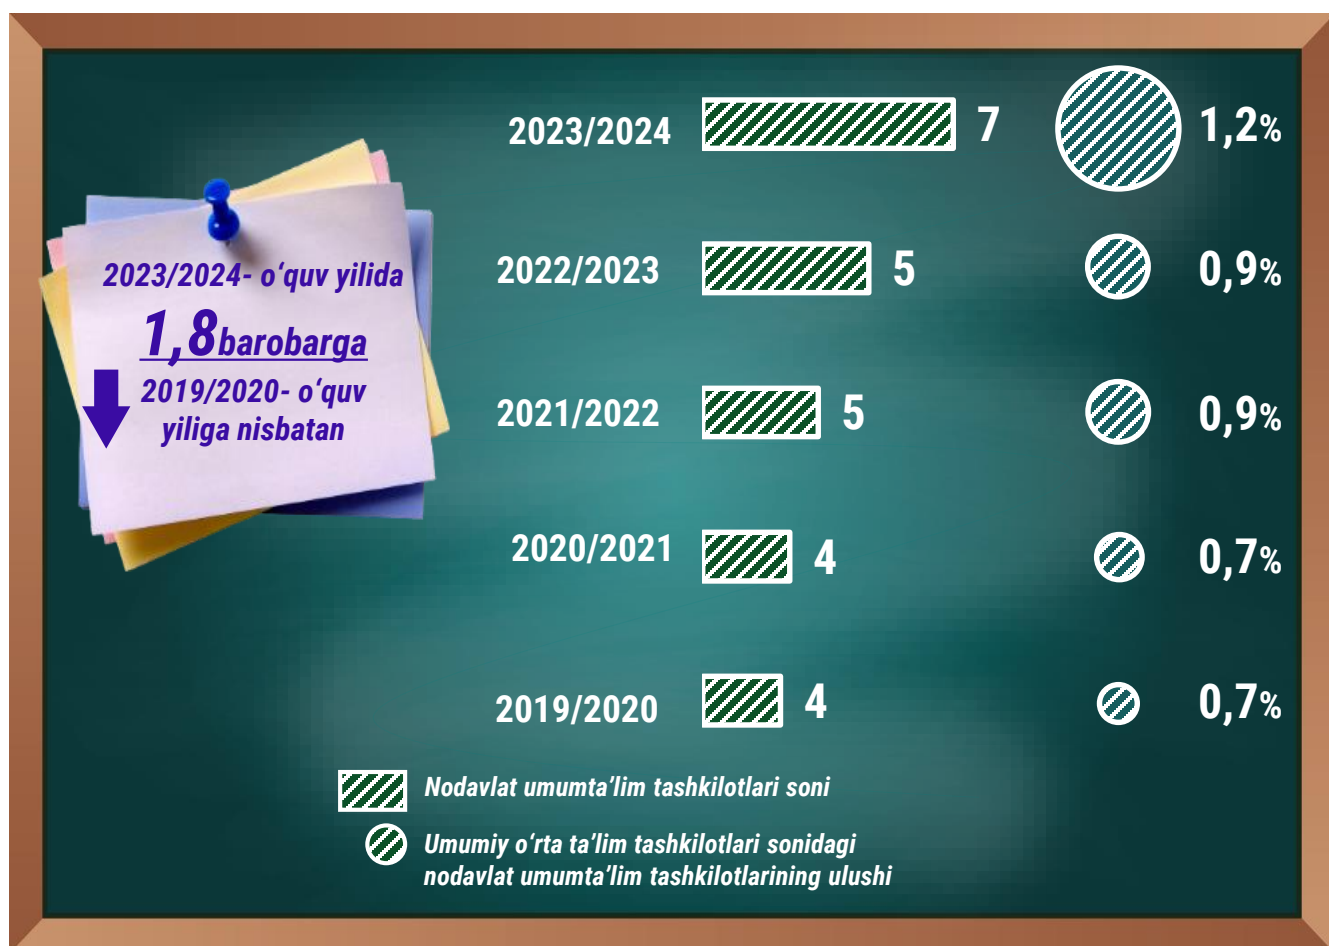 2023/2024- o‘quv yilida
1,8 barobarga
2019/2020- o‘quv
yiliga nisbatan
2023/2024 7 1,2%
2022/2023 5 0,9%
2021/2022 5 0,9%
2020/2021 4 0,7%
2019/2020 4 0,7%
Nodavlat umumta’lim tashkilotlari soni
Umumiy o‘rta ta’lim tashkilotlari sonidagi
nodavlat umumta’lim tashkilotlarining ulushi